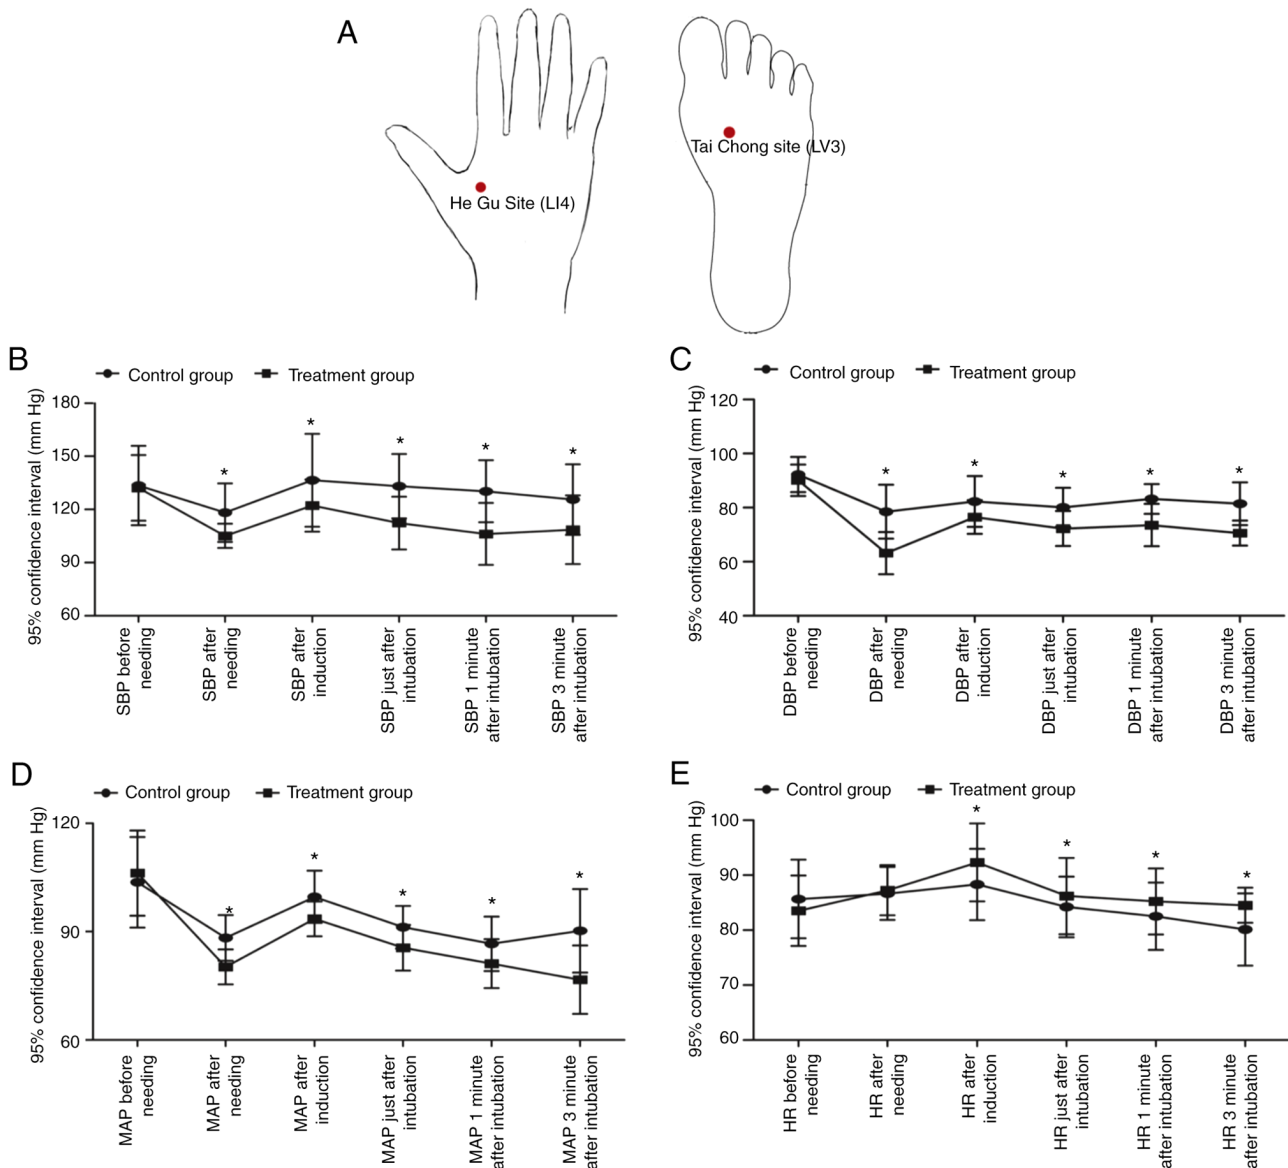 A
He Gu Site (LI4)
Tai Chong site (LV3)
B
Control group
Treatment group
95% confidence interval (mm Hg)
180
150
120
90
60
SBP before
needing
SBP after
needing
SBP after
induction
SBP just after
intubation
SBP 1 minute
after intubation
SBP 3 minute
after intubation
*
*
*
*
*
C
Control group
Treatment group
95% confidence interval (mm Hg)
120
100
80
60
40
DBP before
needing
DBP after
needing
DBP after
induction
DBP just after
intubation
DBP 1 minute
after intubation
DBP 3 minute
after intubation
*
*
*
*
*
D
Control group
Treatment group
95% confidence interval (mm Hg)
120
90
60
MAP before
needing
MAP after
needing
MAP after
induction
MAP just after
intubation
MAP 1 minute
after intubation
MAP 3 minute
after intubation
*
*
*
*
*
E
Control group
Treatment group
95% confidence interval (mm Hg)
100
90
80
70
60
HR before
needing
HR after
needing
HR after
induction
HR just after
intubation
HR 1 minute
after intubation
HR 3 minute
after intubation
*
*
*
*